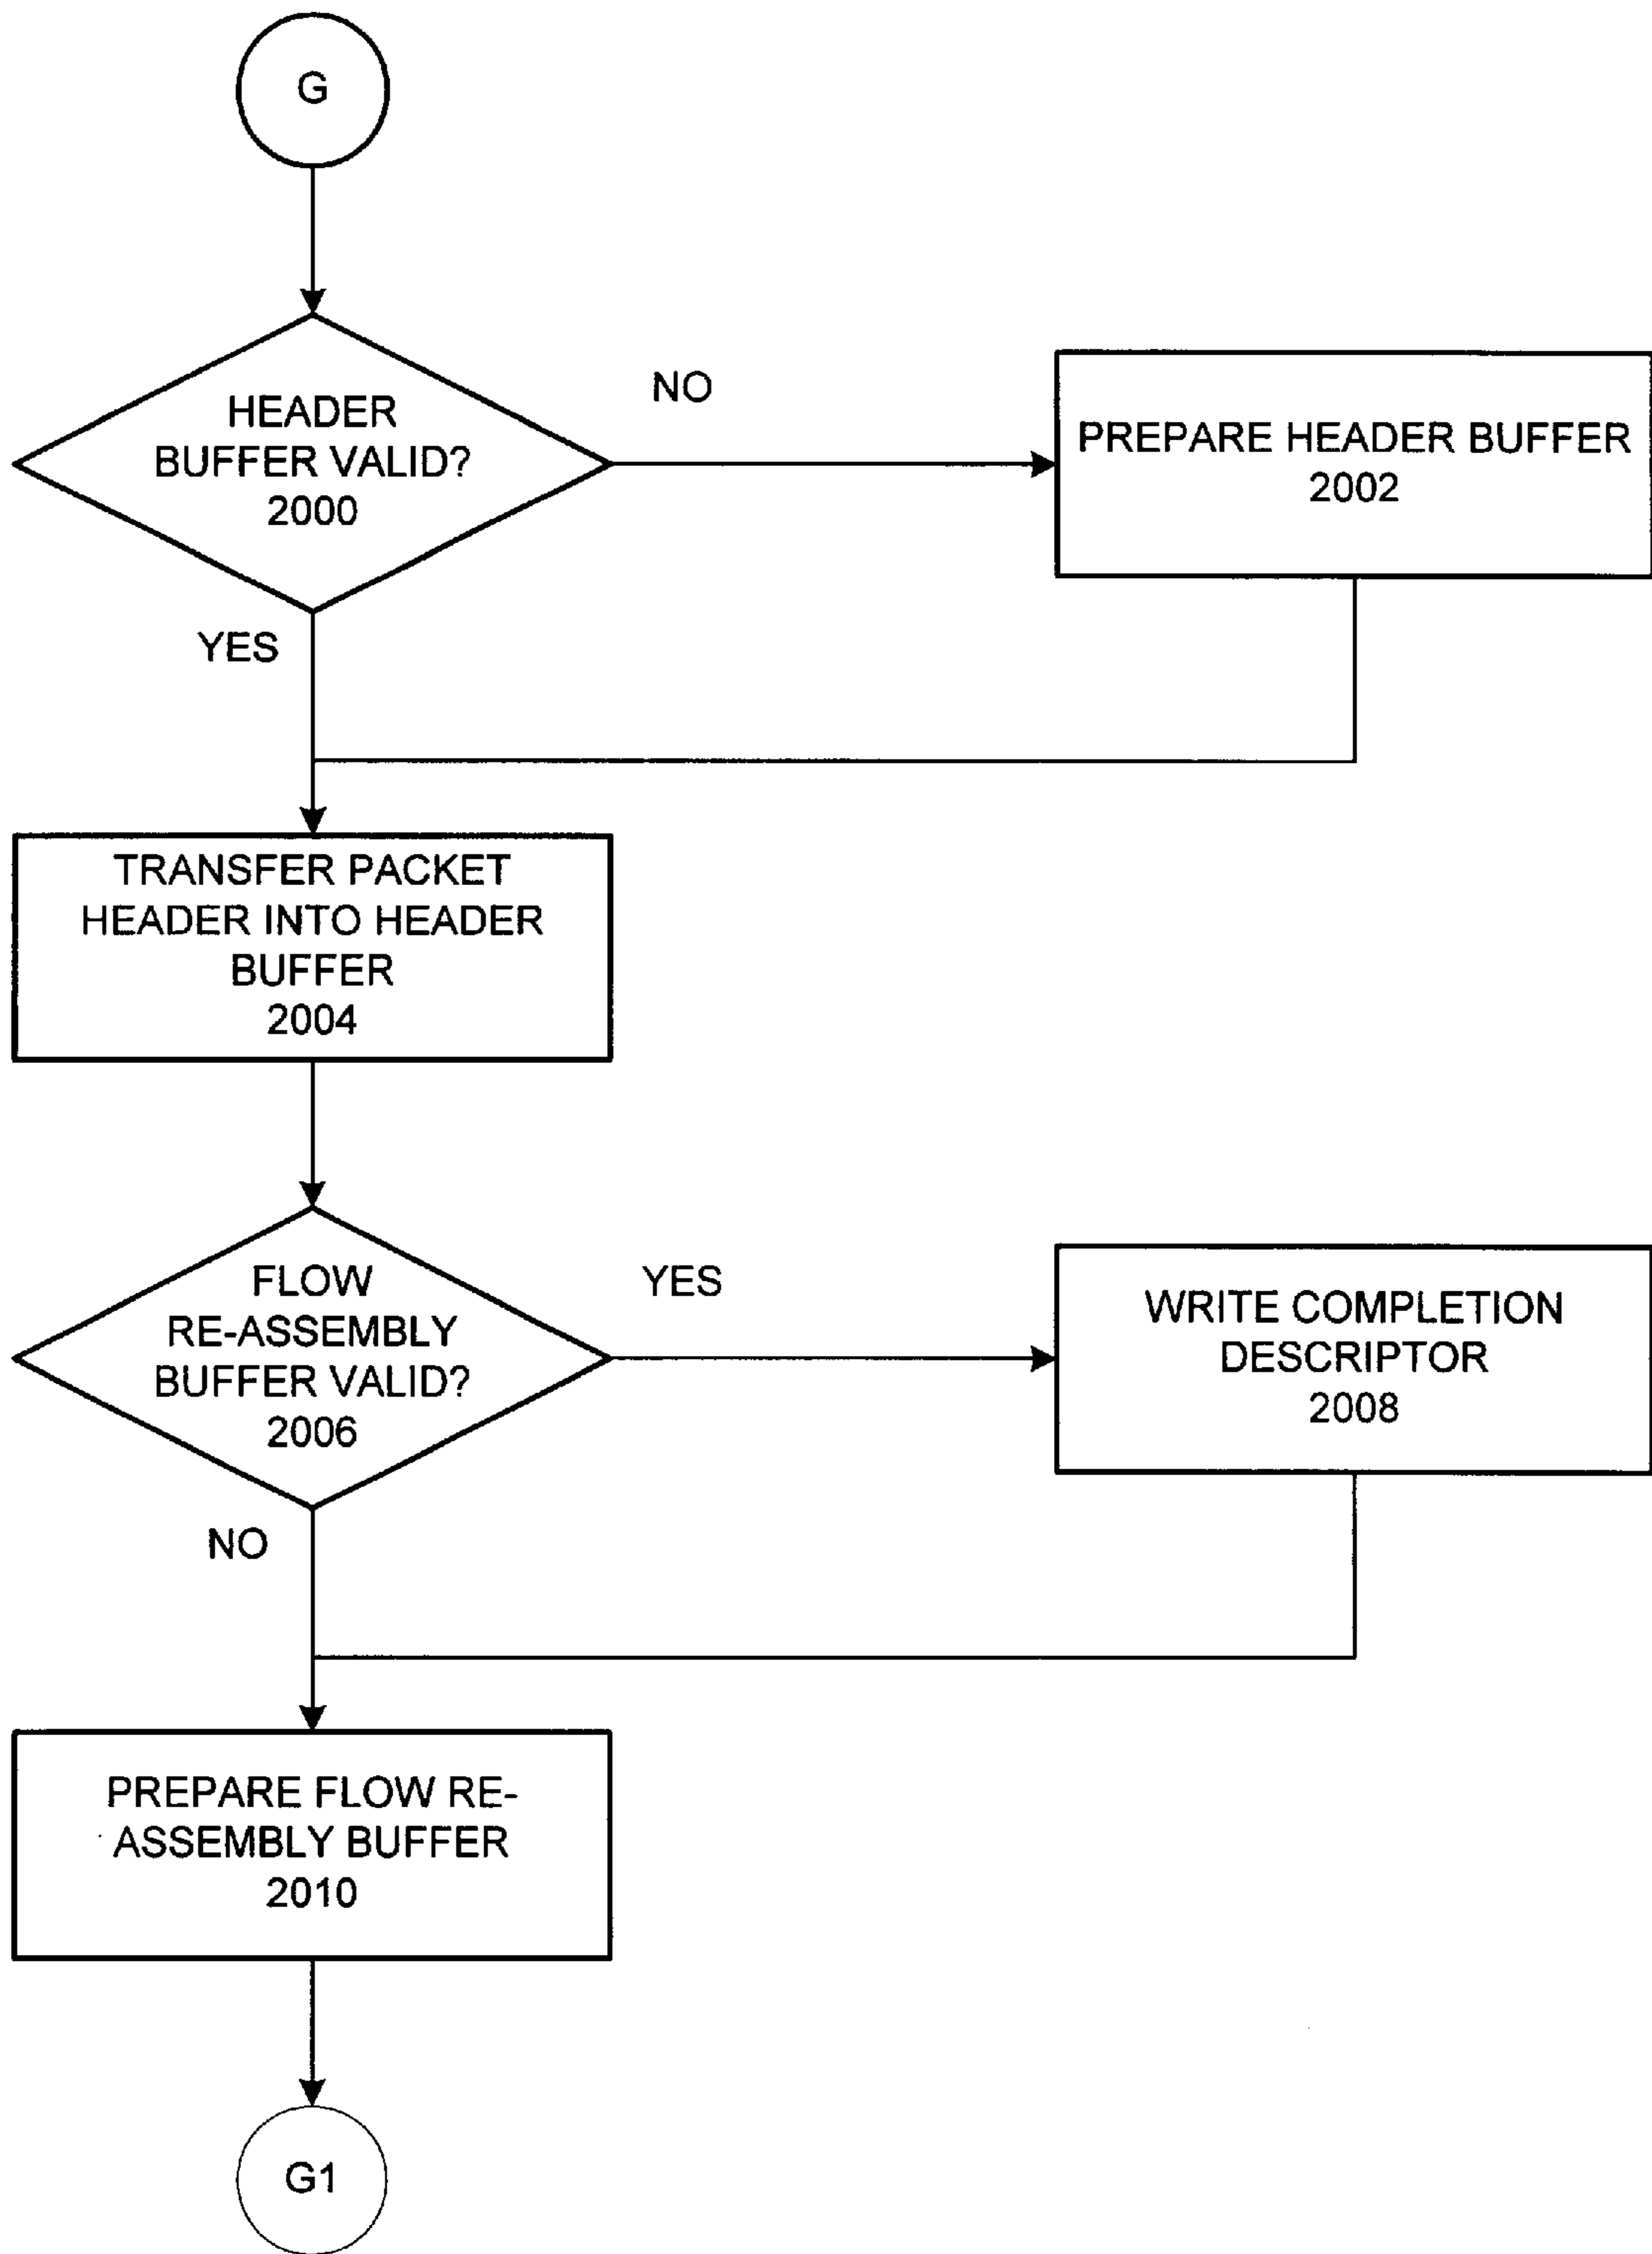 G
HEADER
BUFFER VALID?
2000
NO
PREPARE HEADER BUFFER
2002
YES
TRANSFER PACKET
HEADER INTO HEADER
BUFFER
2004
FLOW
RE-ASSEMBLY
BUFFER VALID?
2006
YES
WRITE COMPLETION
DESCRIPTOR
2008
NO
PREPARE FLOW RE-
ASSEMBLY BUFFER
2010
G1